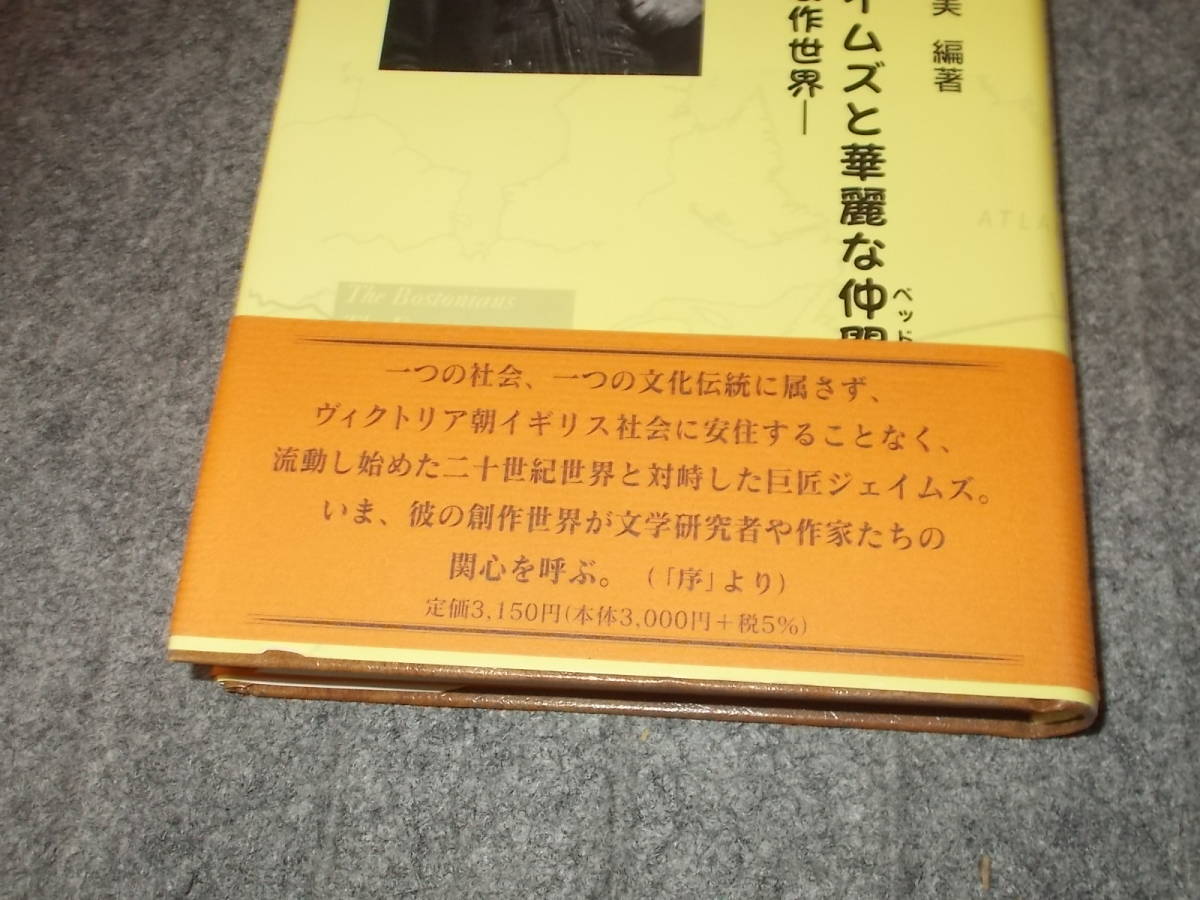 美 編著
イムズと華麗な仲間
ベッド
作世界―
ATLA
The Bostonians
一つの社会、一つの文化伝統に属さず、
ヴィクトリア朝イギリス社会に安住することなく、
流動し始めた二十世紀世界と対峙した巨匠ジェイムズ。
いま、彼の創作世界が文学研究者や作家たちの
関心を呼ぶ。（「序」より）
定価3,150円(本体3,000円＋税5%)